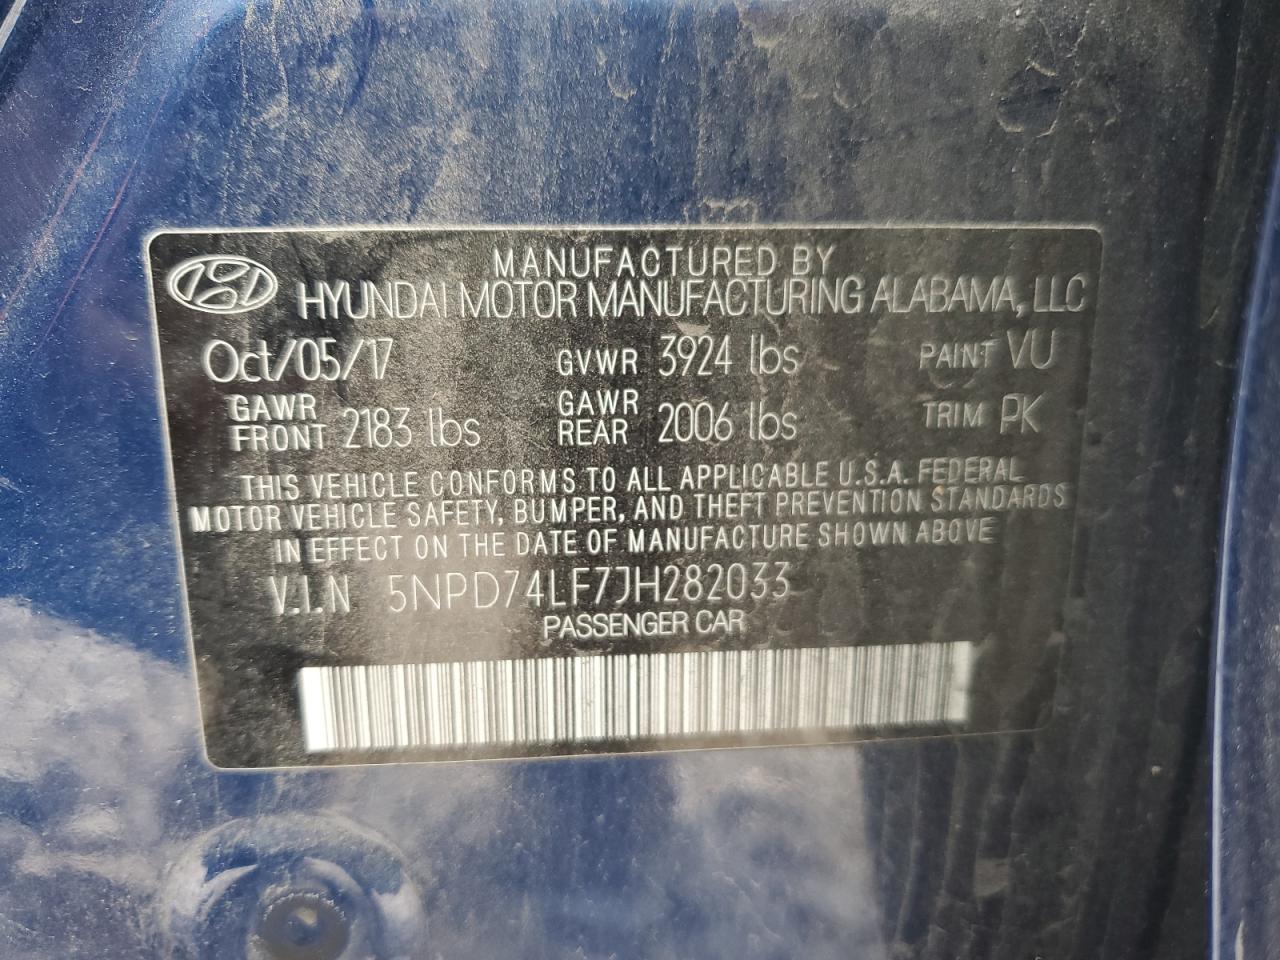 MANUFACTURED BY
HYUNDAI MOTOR MANUFACTURING ALABAMA, LLC
Oct/05/17 GVWR 3924 lbs PAINT VU
GAWR FRONT 2183 lbs GAWR REAR 2006 lbs TRIM PK
THIS VEHICLE CONFORMS TO ALL APPLICABLE U.S.A. FEDERAL
MOTOR VEHICLE SAFETY, BUMPER, AND THEFT PREVENTION STANDARDS
IN EFFECT ON THE DATE OF MANUFACTURE SHOWN ABOVE
V.I.N 5NPD74LF7JH282033
PASSENGER CAR